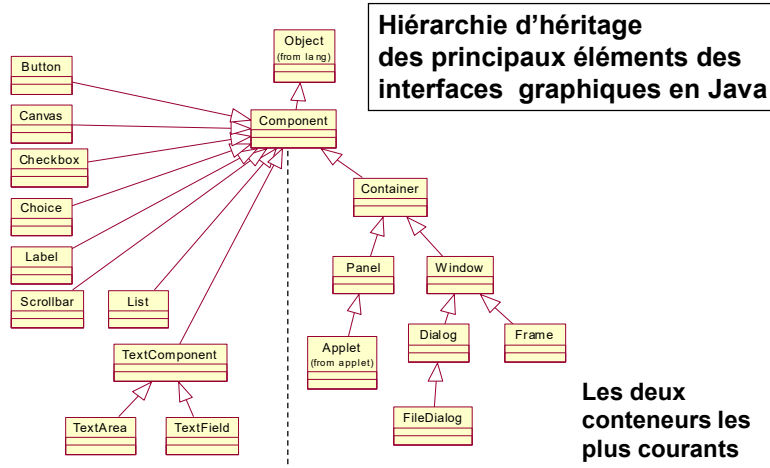 Hiérarchie d'héritage
des principaux éléments des
interfaces graphiques en Java
Object
(from lang)
Button
Canvas
Component
Checkbox
Container
Choice
Label
Panel
Window
Scrollbar
List
TextComponent
Applet
(from applet)
Dialog
Frame
TextArea
TextField
FileDialog
Les deux
conteneurs les
plus courants